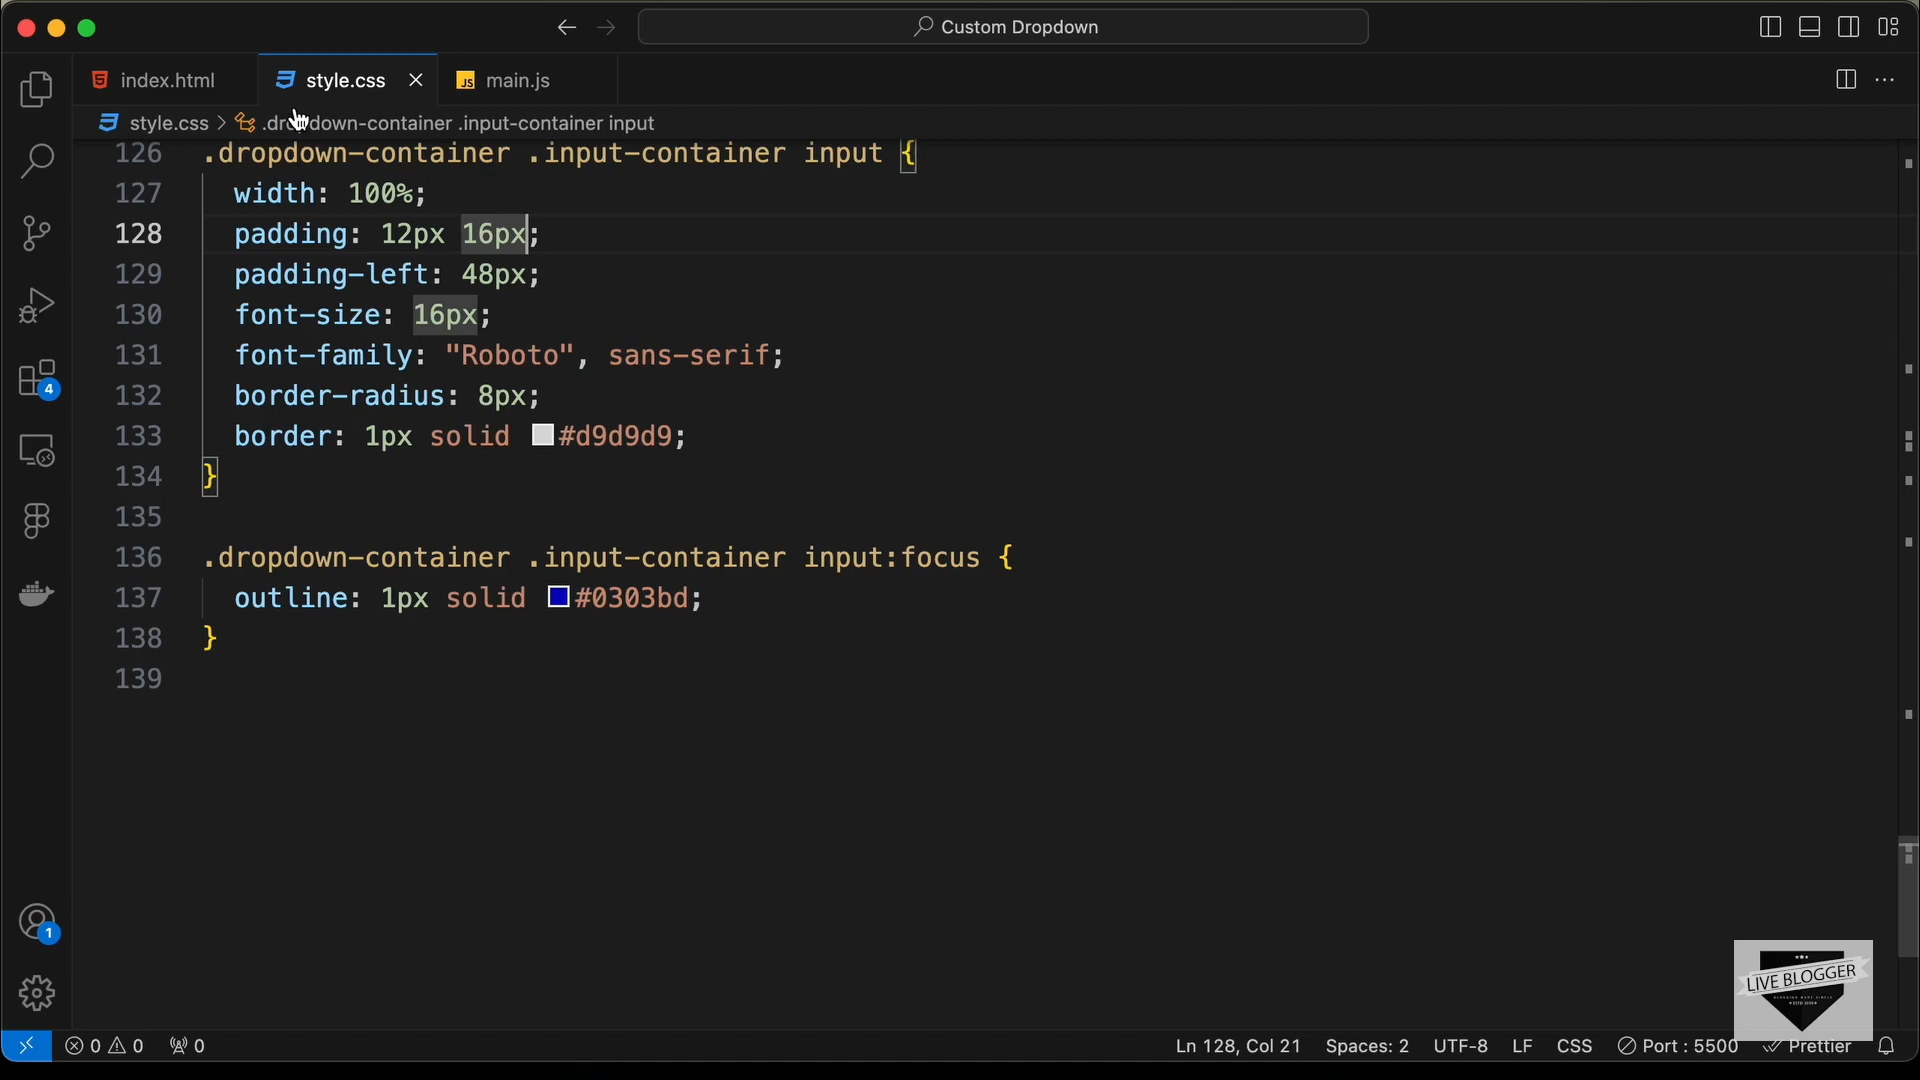 Custom Dropdown
index.html
style.css
JS main.js
style.css > .dropdown-container .input-container input
126 .dropdown-container .input-container input {
127 width: 100%;
128 padding: 12px 16px;
129 padding-left: 48px;
130 font-size: 16px;
131 font-family: "Roboto", sans-serif;
132 border-radius: 8px;
133 border: 1px solid #d9d9d9;
134 }
135
136 .dropdown-container .input-container input:focus {
137 outline: 1px solid #0303bd;
138 }
139
4
1
LIVE BLOGGER
0 0 0
Ln 128, Col 21 Spaces: 2 UTF-8 LF CSS Port : 5500 Prettier